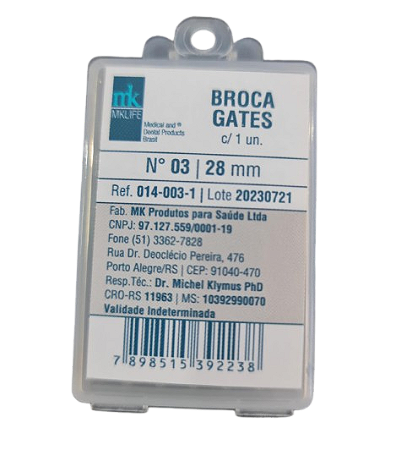 mk
MKLIFE
Medical and ®
Dental Products
Brasil
BROCA
GATES
c/ 1 un.
N° 03 | 28 mm
Ref. 014-003-1 | Lote 20230721
Fab. MK Produtos para Saúde Ltda
CNPJ: 97.127.559/0001-19
Fone (51) 3362-7828
Rua Dr. Deoclécio Pereira, 476
Porto Alegre/RS | CEP: 91040-470
Resp.Téc.: Dr. Michel Klymus PhD
CRO-RS 11963 | MS: 10392990070
Validade Indeterminada
7 898515 392238